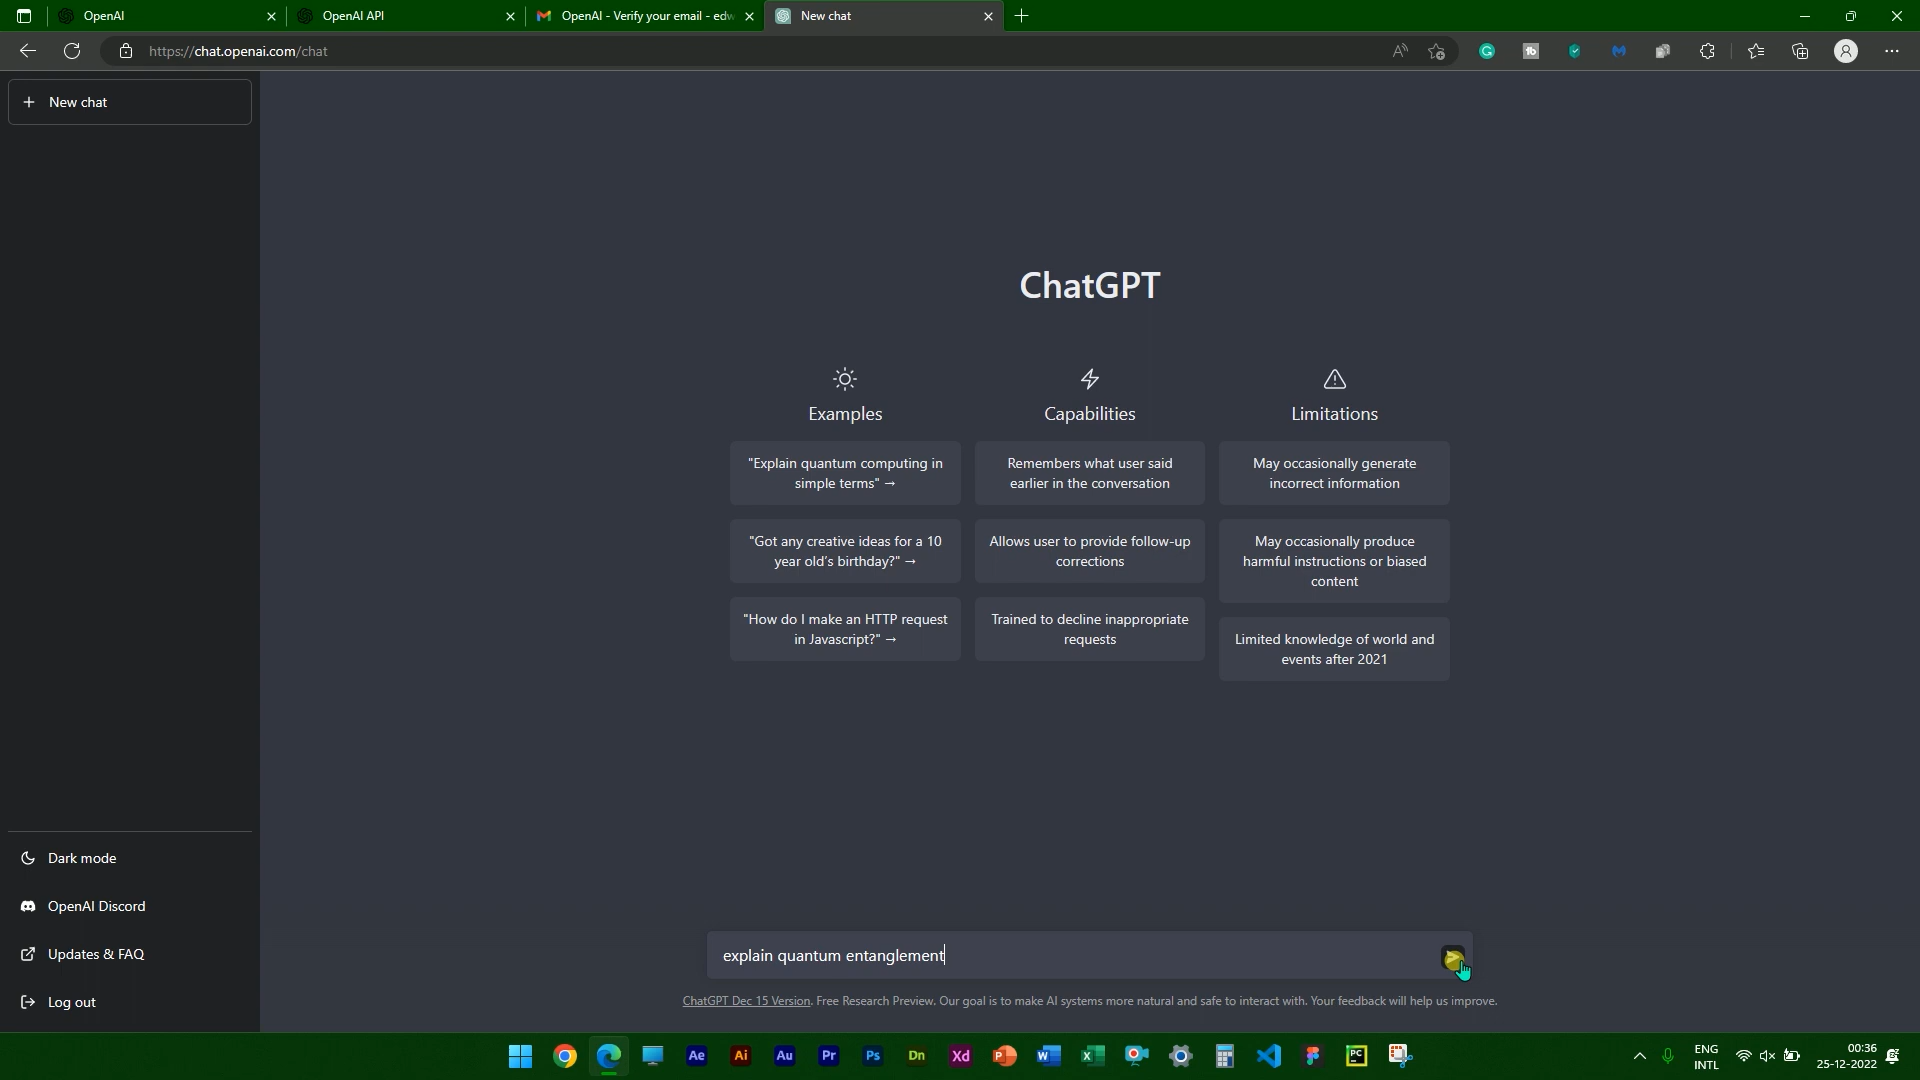 OpenAI
OpenAI API
OpenAI - Verify your email - edw
New chat
https://chat.openai.com/chat
New chat
ChatGPT
Examples
Capabilities
Limitations
"Explain quantum computing in
simple terms" →
Remembers what user said
earlier in the conversation
May occasionally generate
incorrect information
"Got any creative ideas for a 10
year old's birthday?" →
Allows user to provide follow-up
corrections
May occasionally produce
harmful instructions or biased
content
"How do I make an HTTP request
in Javascript?" →
Trained to decline inappropriate
requests
Limited knowledge of world and
events after 2021
Dark mode
OpenAI Discord
Updates & FAQ
Log out
explain quantum entanglement
ChatGPT Dec 15 Version. Free Research Preview. Our goal is to make AI systems more natural and safe to interact with. Your feedback will help us improve.
Ae
Ai
Au
Pr
Ps
Dn
Xd
P
W
X
PC
ENG
INTL
00:36
25-12-2022